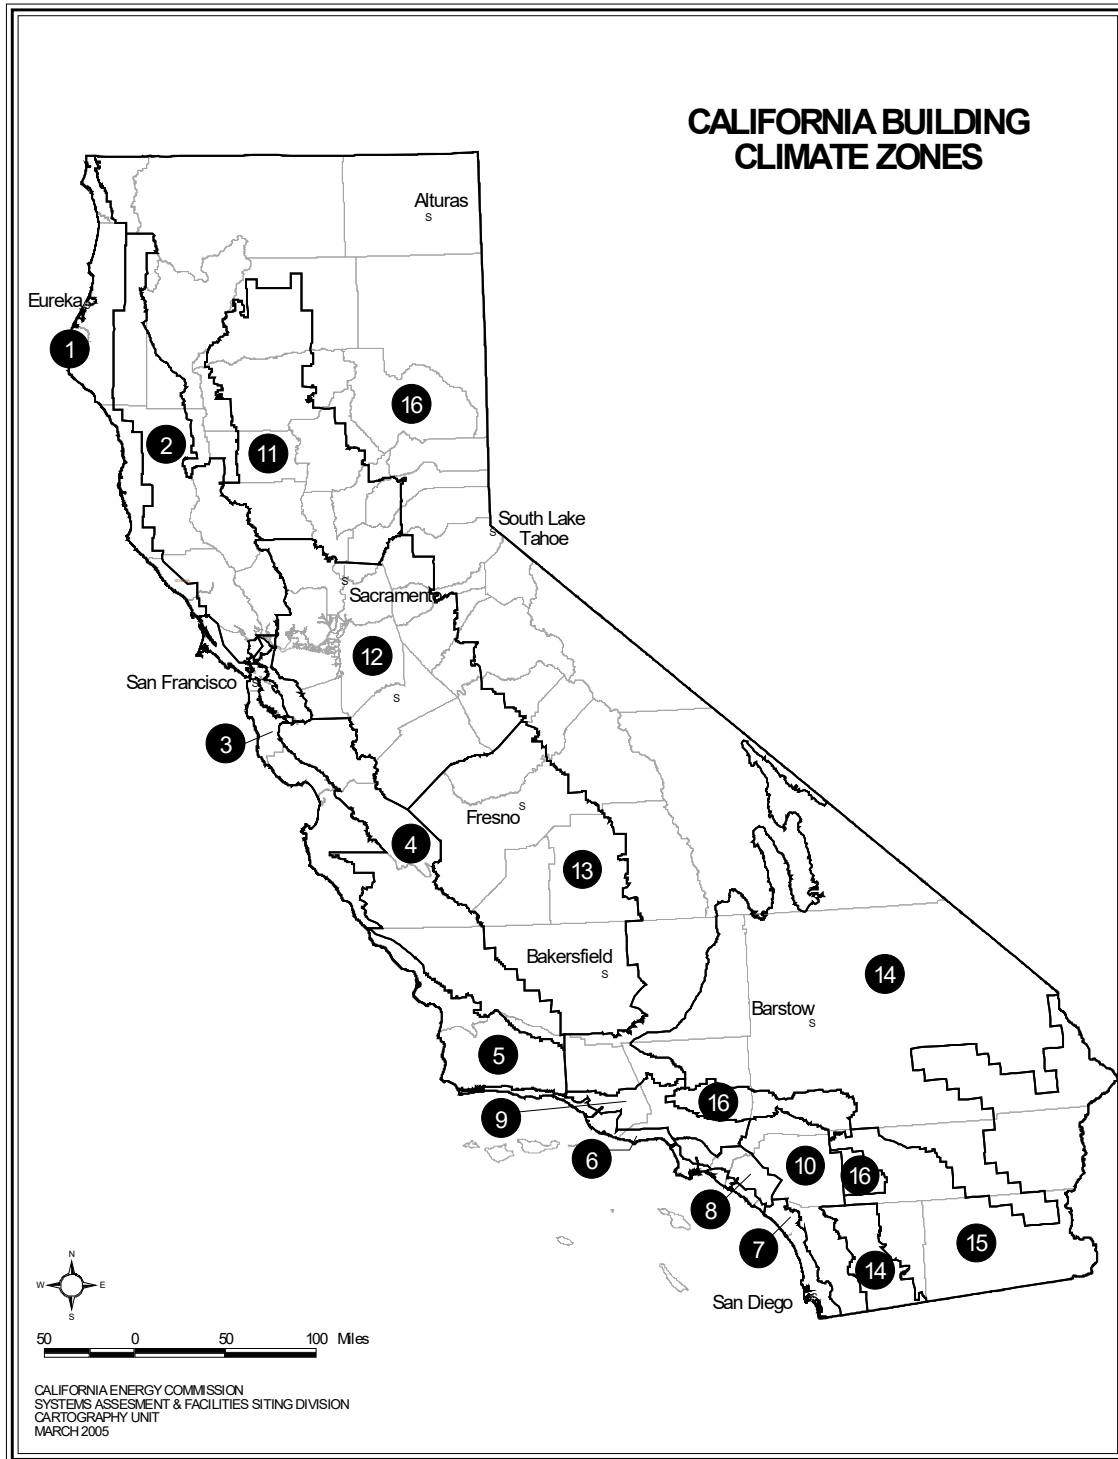 CALIFORNIA BUILDING
CLIMATE ZONES
Alturas
S
Eureka
S
1
16
2
11
South Lake
Tahoe
S
S
Sacramento
12
San Francisco
S
S
3
Fresno
S
4
13
Bakersfield
S
14
Barstow
S
5
9
16
6
10
16
8
7
15
14
San Diego
S
N
W
E
S
50 0 50 100 Miles
CALIFORNIA ENERGY COMMISSION
SYSTEMS ASSESMENT & FACILITIES SITING DIVISION
CARTOGRAPHY UNIT
MARCH 2005